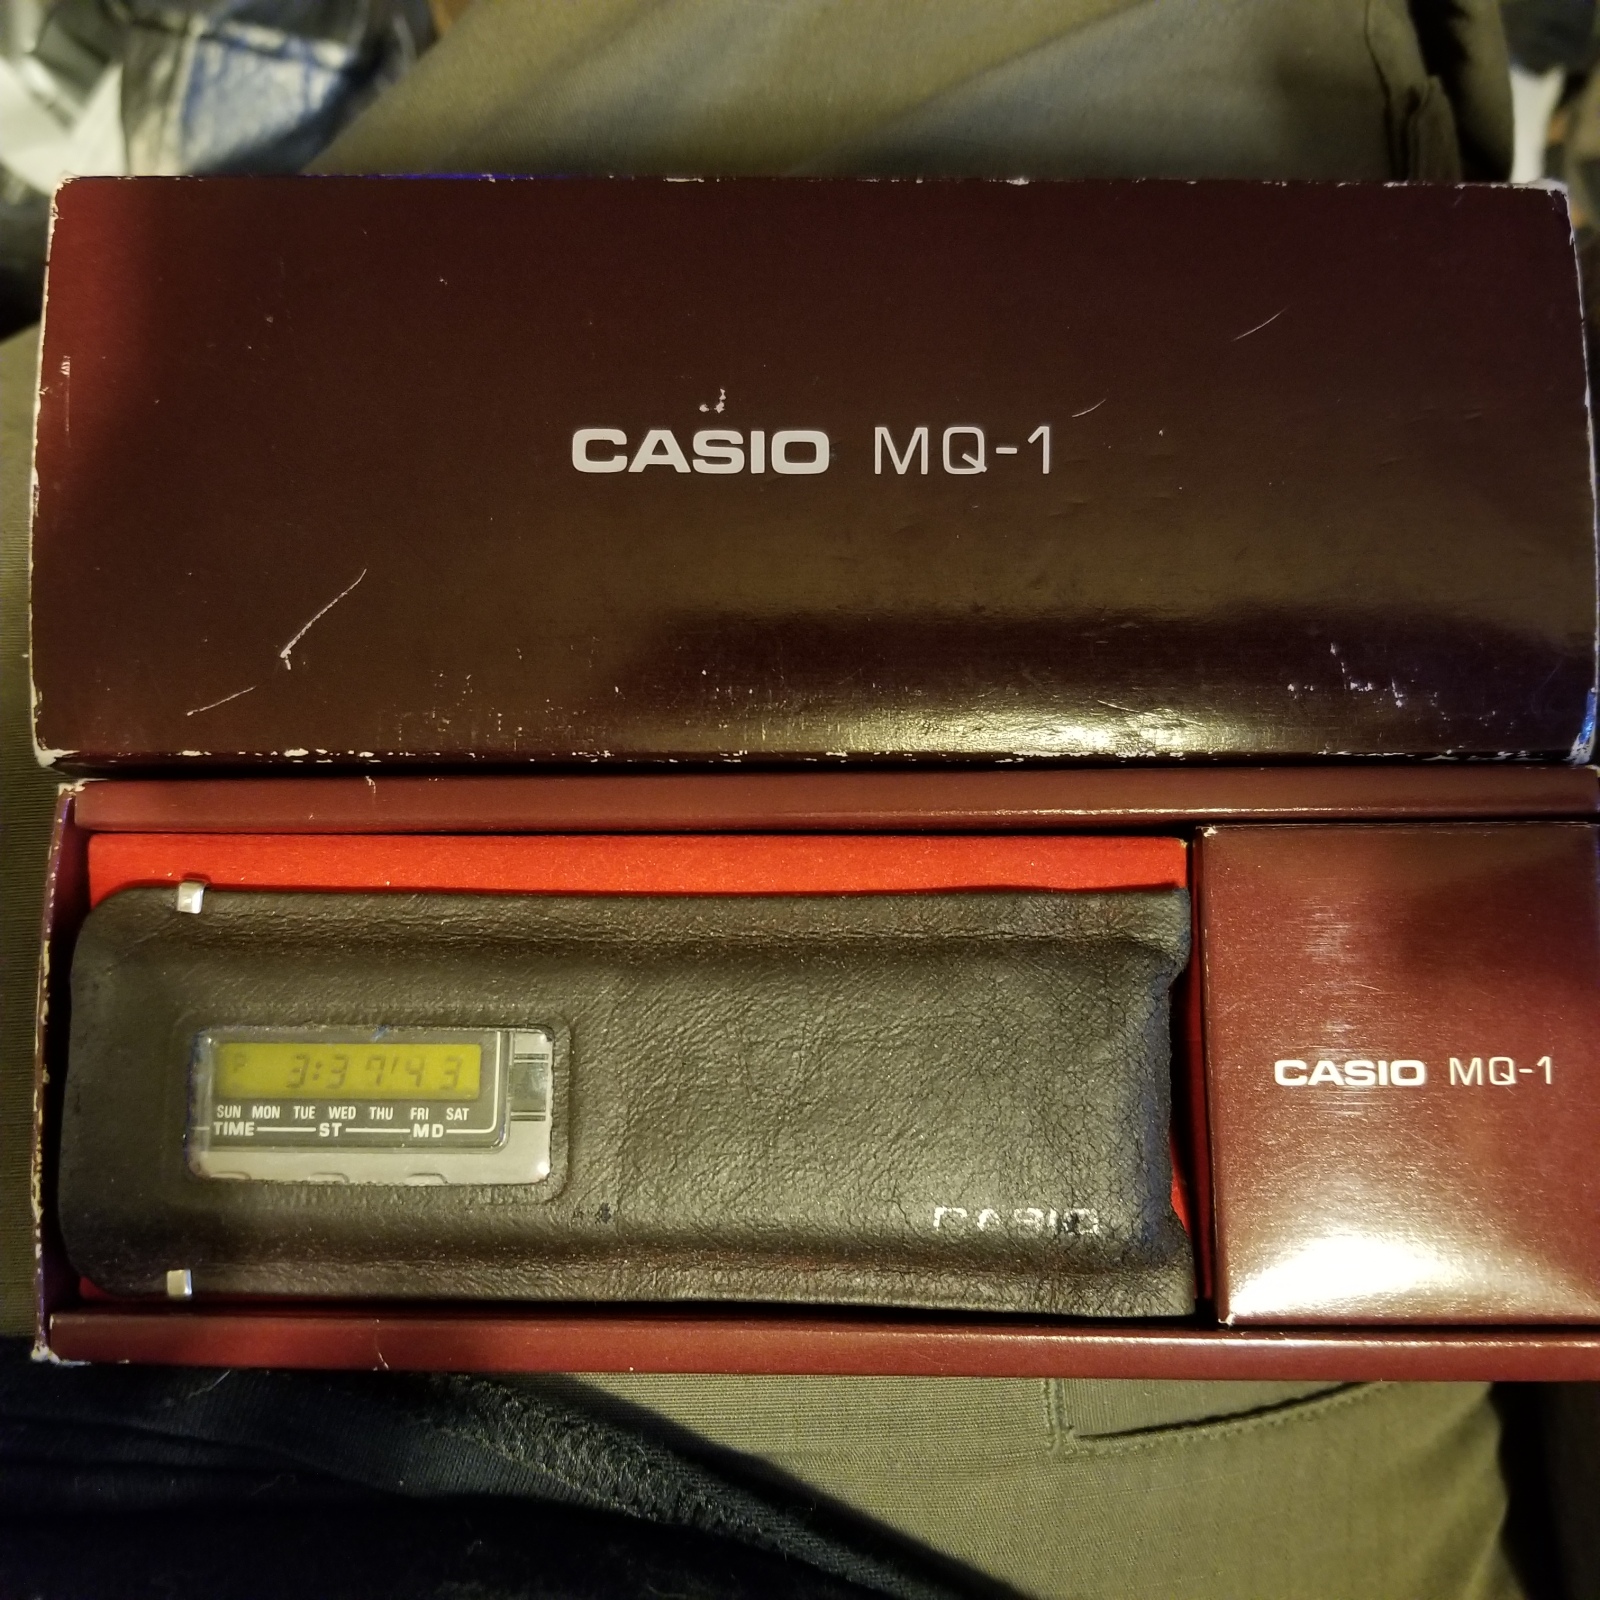 CASIO MQ-1
P 3:37'43
SUN MON TUE WED THU FRI SAT
TIME ST MD
CASIO
CASIO MQ-1